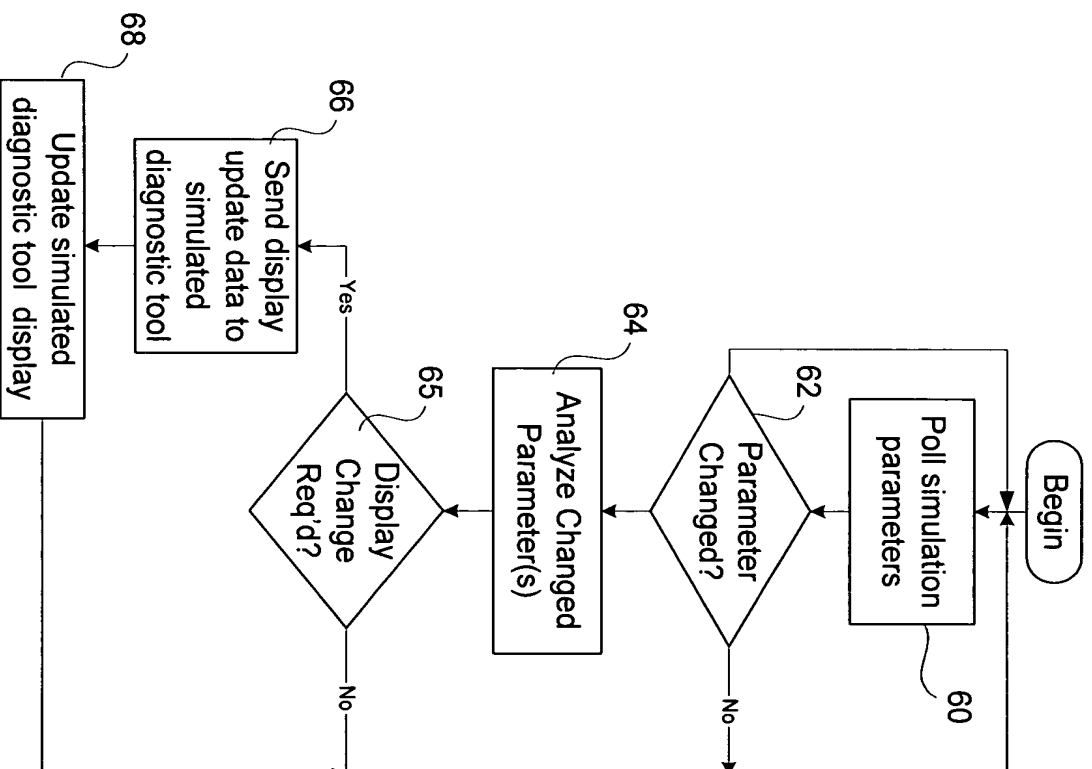 Begin
Poll simulation
parameters
60
62
Parameter
Changed?
No
64
Analyze Changed
Parameter(s)
65
Display
Change
Req'd?
Yes
No
66
Send display
update data to
simulated
diagnostic tool
68
Update simulated
diagnostic tool display